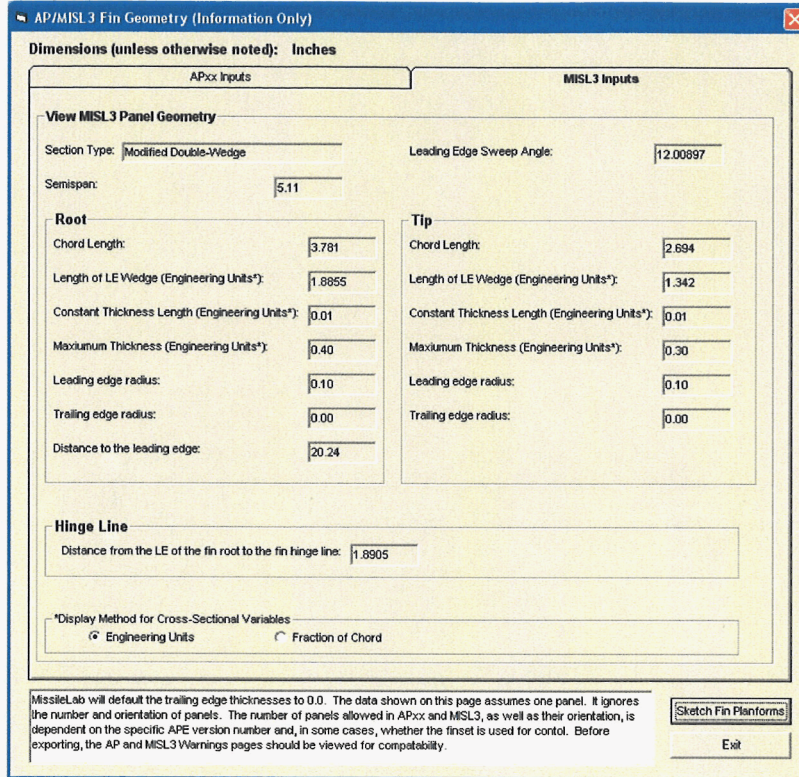 AP/MISL3 Fin Geometry (Information Only)
Dimensions (unless otherwise noted): Inches
APxx Inputs
MISL3 Inputs
View MISL3 Panel Geometry
Section Type: Modified Double-Wedge
Leading Edge Sweep Angle: 12.00897
Semispan: 5.11
Root
Chord Length: 3.781
Length of LE Wedge (Engineering Units*): 1.8855
Constant Thickness Length (Engineering Units*): 0.01
Maxiumum Thickness (Engineering Units*): 0.40
Leading edge radius: 0.10
Trailing edge radius: 0.00
Distance to the leading edge: 20.24
Tip
Chord Length: 2.694
Length of LE Wedge (Engineering Units*): 1.342
Constant Thickness Length (Engineering Units*): 0.01
Maxiumum Thickness (Engineering Units*): 0.30
Leading edge radius: 0.10
Trailing edge radius: 0.00
Hinge Line
Distance from the LE of the fin root to the fin hinge line: 1.8905
*Display Method for Cross-Sectional Variables
Engineering Units
Fraction of Chord
MissileLab will default the trailing edge thicknesses to 0.0. The data shown on this page assumes one panel. It ignores
the number and orientation of panels. The number of panels allowed in APxx and MISL3, as well as their orientation, is
dependent on the specific APE version number and, in some cases, whether the finset is used for contol. Before
exporting, the AP and MISL3 Warnings pages should be viewed for compatability.
Sketch Fin Planforms
Exit